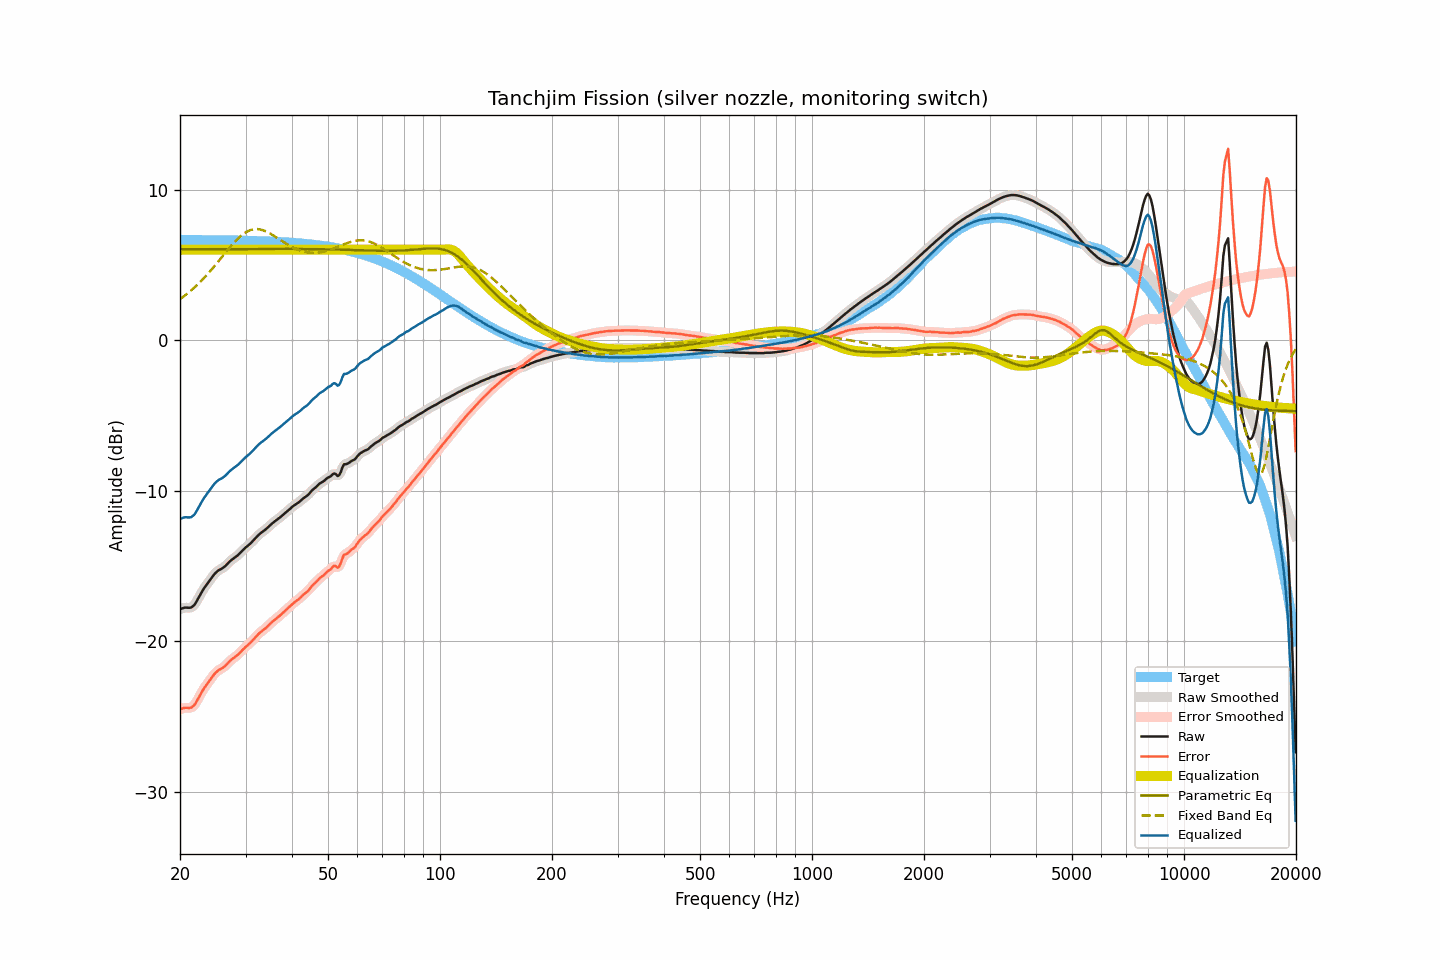 Tanchjim Fission (silver nozzle, monitoring switch)
Amplitude (dBr)
10
0
−10
−20
−30
20
50
100
200
500
1000
2000
5000
10000
20000
Frequency (Hz)
Target
Raw Smoothed
Error Smoothed
Raw
Error
Equalization
Parametric Eq
Fixed Band Eq
Equalized